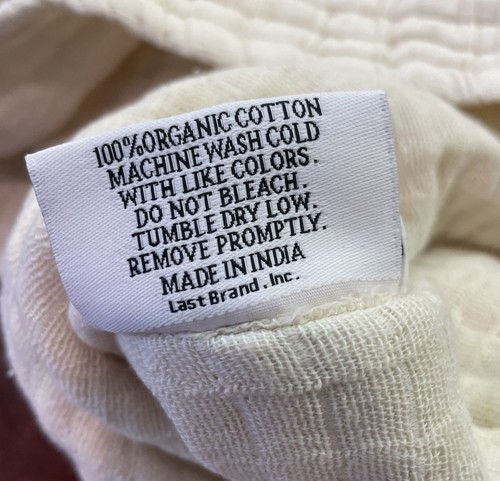 100%ORGANIC COTTON
MACHINE WASH COLD
WITH LIKE COLORS.
DO NOT BLEACH.
TUMBLE DRY LOW.
REMOVE PROMPTLY.
MADE IN INDIA
Last Brand, Inc.